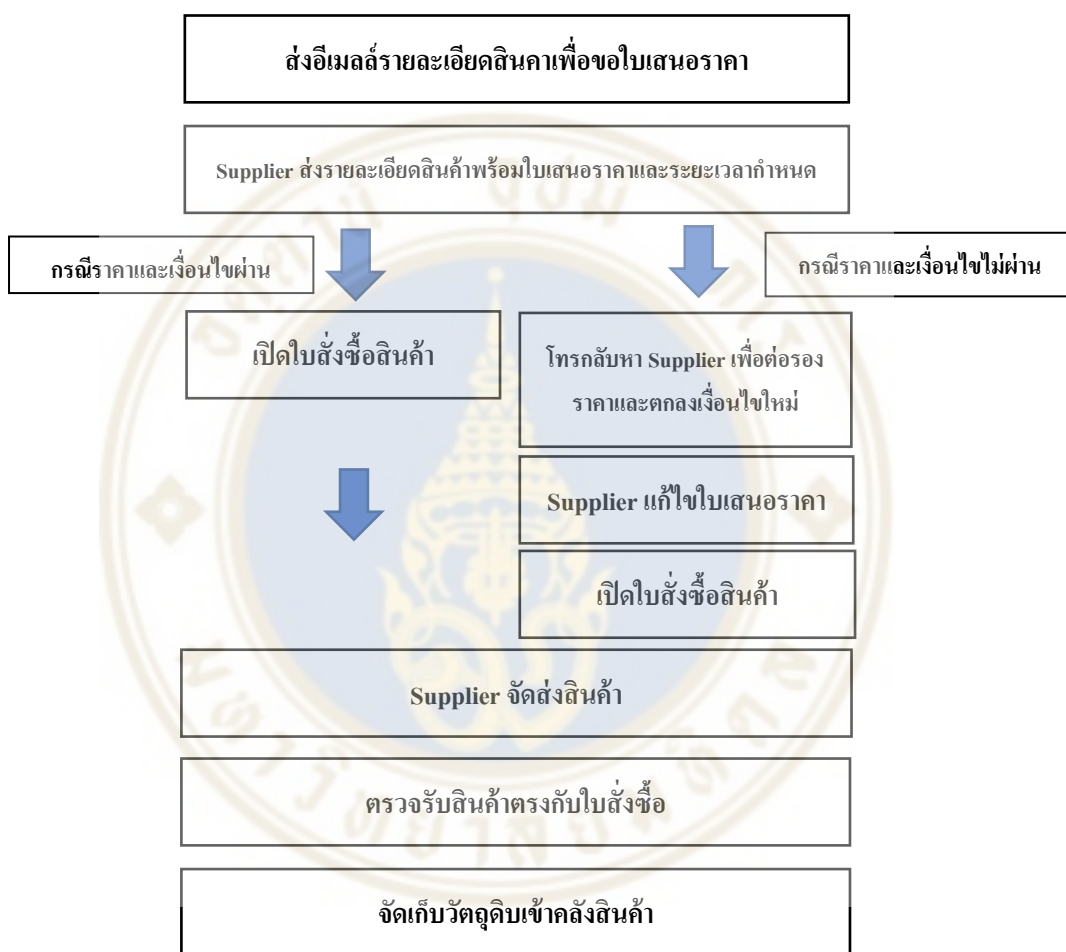 ส่งอีเมลล์รายละเอียดสินคาเพื่อขอใบเสนอราคา
Supplier ส่งรายละเอียดสินค้าพร้อมใบเสนอราคาและระยะเวลากำหนด
กรณีราคาและเงื่อนไขผ่าน
กรณีราคาและเงื่อนไขไม่ผ่าน
เปิดใบสั่งซื้อสินค้า
โทรกลับหา Supplier เพื่อต่อรอง
ราคาและตกลงเงื่อนไขใหม่
Supplier แก้ไขใบเสนอราคา
เปิดใบสั่งซื้อสินค้า
Supplier จัดส่งสินค้า
ตรวจรับสินค้าตรงกับใบสั่งซื้อ
จัดเก็บวัตถุดิบเข้าคลังสินค้า
มหาวิทยาลัยมหิดล